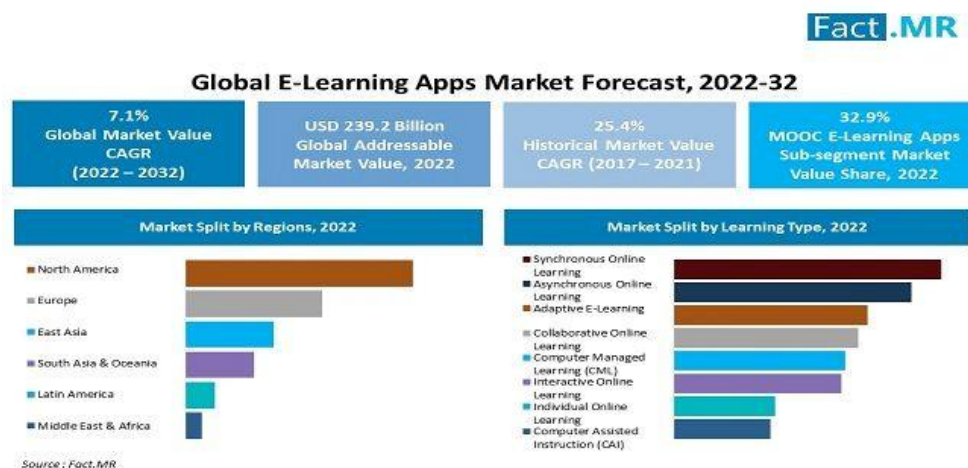 Fact.MR
Global E-Learning Apps Market Forecast, 2022-32
7.1%
Global Market Value
CAGR
(2022 – 2032)
USD 239.2 Billion
Global Addressable
Market Value, 2022
25.4%
Historical Market Value
CAGR (2017 – 2021)
32.9%
MOOC E-Learning Apps
Sub-segment Market
Value Share, 2022
Market Split by Regions, 2022
North America
Europe
East Asia
South Asia & Oceania
Latin America
Middle East & Africa
Market Split by Learning Type, 2022
Synchronous Online
Learning
Asynchronous Online
Learning
Adaptive E-Learning
Collaborative Online
Learning
Computer Managed
Learning (CML)
Interactive Online
Learning
Individual Online
Learning
Computer Assisted
Instruction (CAI)
Source : Fact.MR